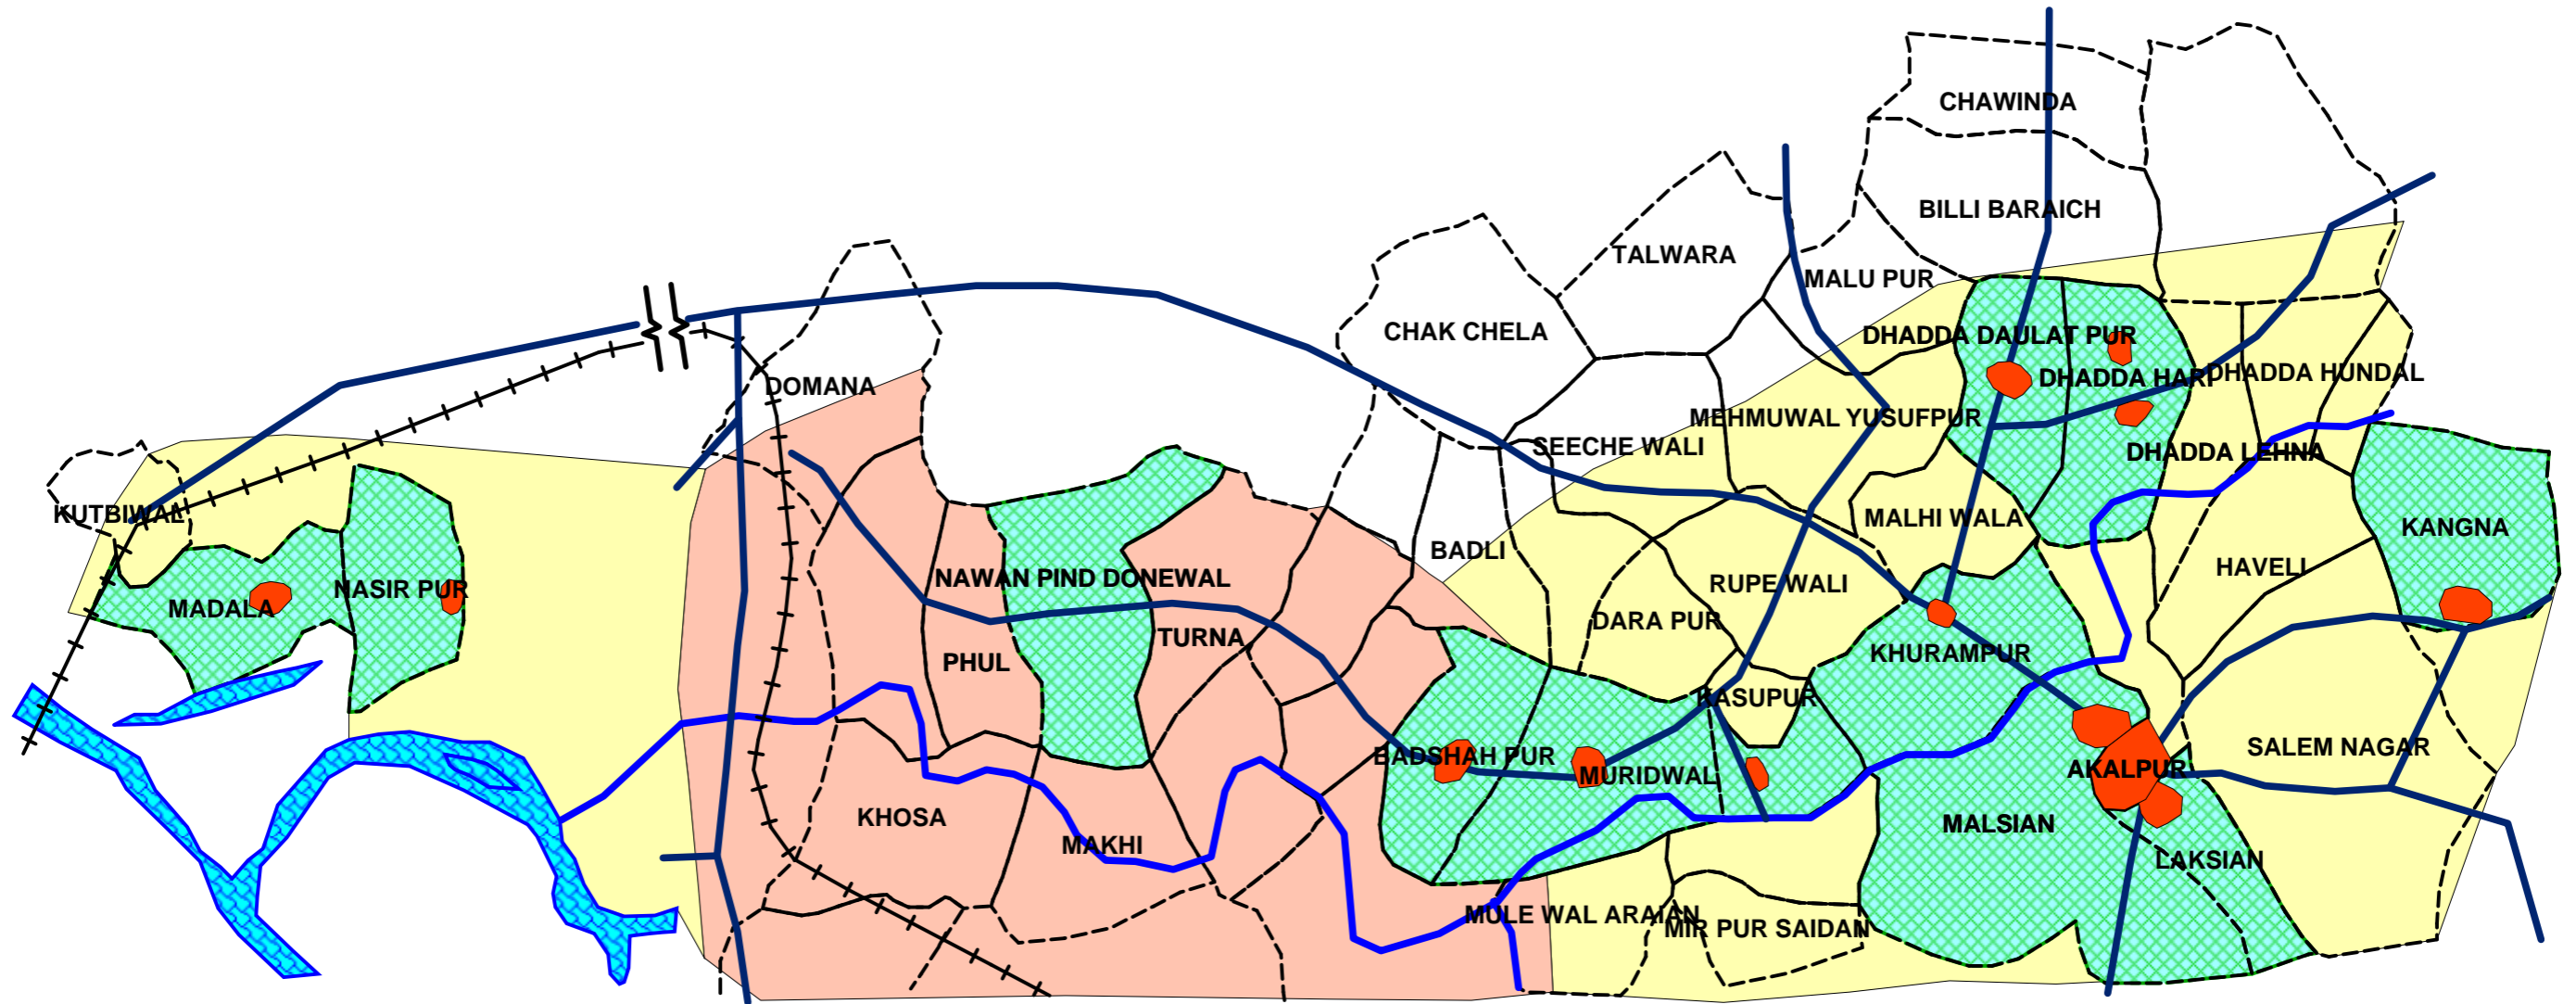 CHAWINDA
BILLI BARAICH
TALWARA
MALU PUR
CHAK CHELA
DHADDA DAULAT PUR
DOMANA
DHADDA HARI
DHADDA HUNDAL
MEHMUWAL YUSUFPUR
SEECHE WALI
DHADDA LEHNA
KUTBIWAL
MALHI WALA
KANGNA
BADLI
HAVELI
NAWAN PIND DONEWAL
RUPE WALI
NASIR PUR
MADALA
DARA PUR
TURNA
PHUL
KHURAMPUR
KASUPUR
SALEM NAGAR
BADSHAH PUR
MURIDWAL
AKALPUR
KHOSA
MALSIAN
MAKHI
LAKSIAN
MULE WAL ARAIAN
MIR PUR SAIDAN